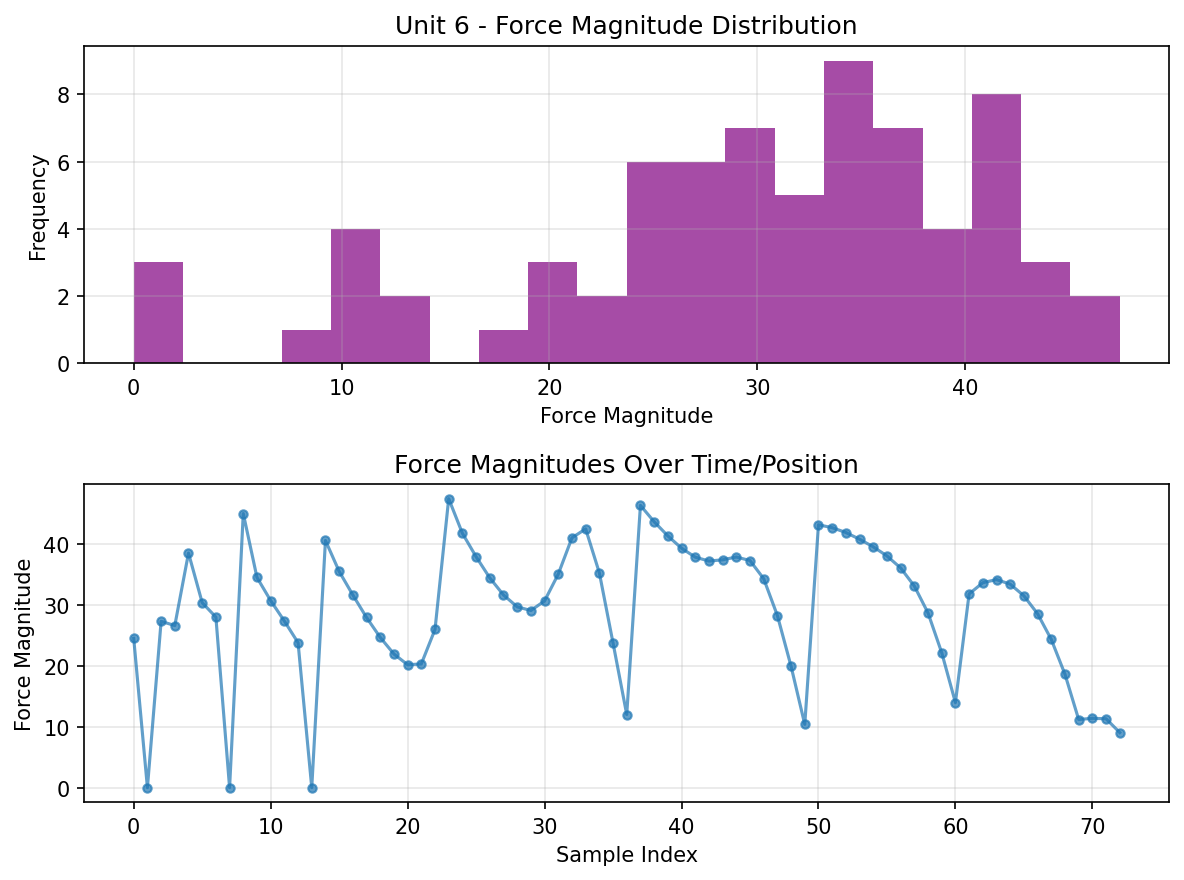 Unit 6 - Force Magnitude Distribution
8
6
4
2
0
Frequency
0 10 20 30 40
Force Magnitude
Force Magnitudes Over Time/Position
40
30
20
10
0
Force Magnitude
0 10 20 30 40 50 60 70
Sample Index